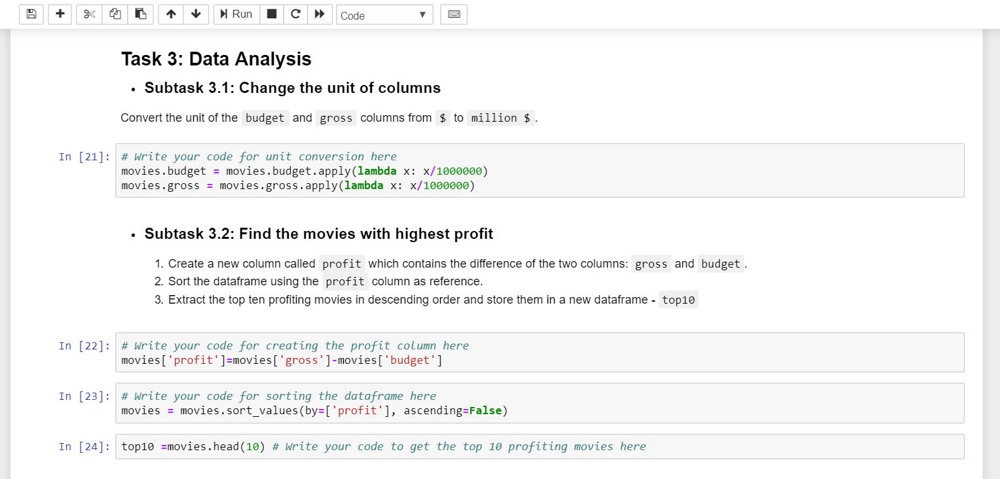 Run
Code
Task 3: Data Analysis
• Subtask 3.1: Change the unit of columns
Convert the unit of the budget and gross columns from $ to million $.
In [21]: # Write your code for unit conversion here
movies.budget = movies.budget.apply(lambda x: x/1000000)
movies.gross = movies.gross.apply(lambda x: x/1000000)
• Subtask 3.2: Find the movies with highest profit
1. Create a new column called profit which contains the difference of the two columns: gross and budget.
2. Sort the dataframe using the profit column as reference.
3. Extract the top ten profiting movies in descending order and store them in a new dataframe - top10
In [22]: # Write your code for creating the profit column here
movies['profit']=movies['gross']-movies['budget']
In [23]: # Write your code for sorting the dataframe here
movies = movies.sort_values(by=['profit'], ascending=False)
In [24]: top10 =movies.head(10) # Write your code to get the top 10 profiting movies here